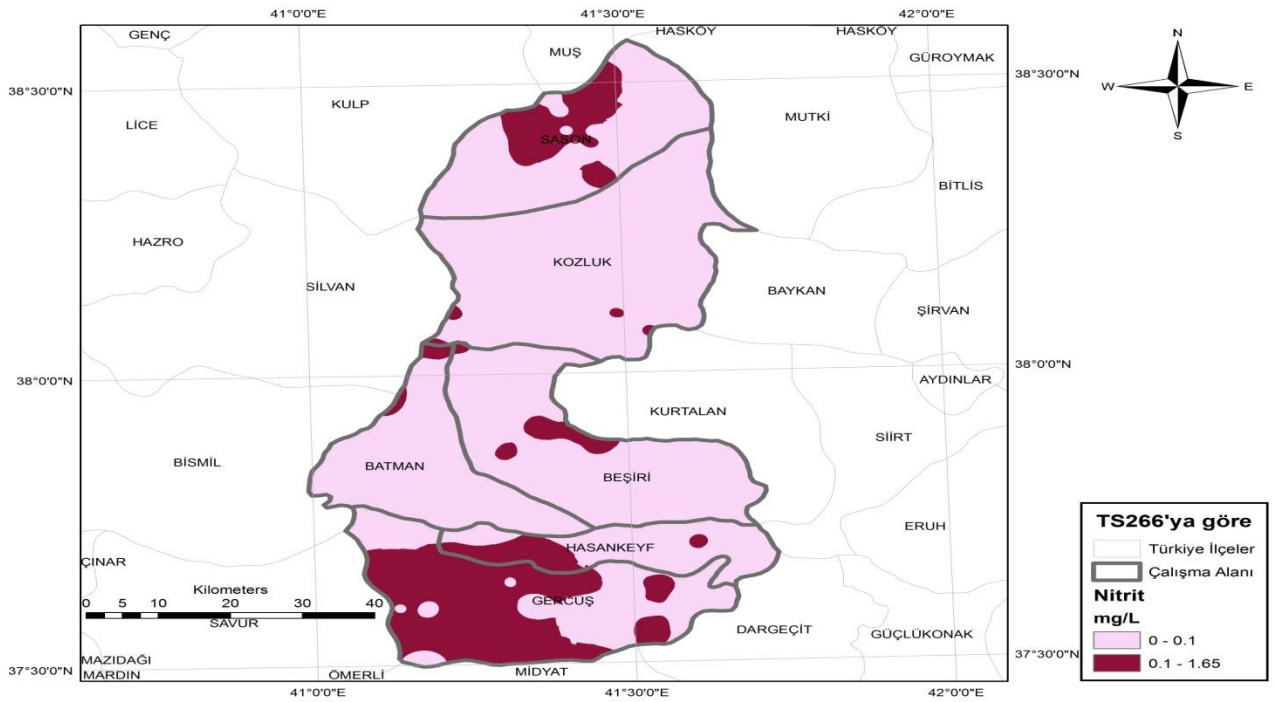 41°0'0"E
41°30'0"E
42°0'0"E
GENÇ
MUŞ
HASKÖY
HASKÖY
GÜROYMAK
N
W
E
S
38°30'0"N
38°30'0"N
LİCE
KULP
MUTKİ
SASON
BİTLİS
HAZRO
KOZLUK
SİLVAN
BAYKAN
ŞİRVAN
38°0'0"N
38°0'0"N
AYDINLAR
KURTALAN
SİİRT
BİSMİL
BATMAN
BEŞİRİ
ERUH
HASANKEYF
ÇINAR
Kilometers
0 5 10 20 30 40
SAVUR
GERCÜŞ
DARGEÇİT
GÜÇLÜKONAK
37°30'0"N
37°30'0"N
MAZIDAĞI
MARDIN
ÖMERLİ
MİDYAT
41°0'0"E
41°30'0"E
42°0'0"E
TS266'ya göre
Türkiye İlçeler
Çalışma Alanı
Nitrit
mg/L
0 - 0.1
0.1 - 1.65